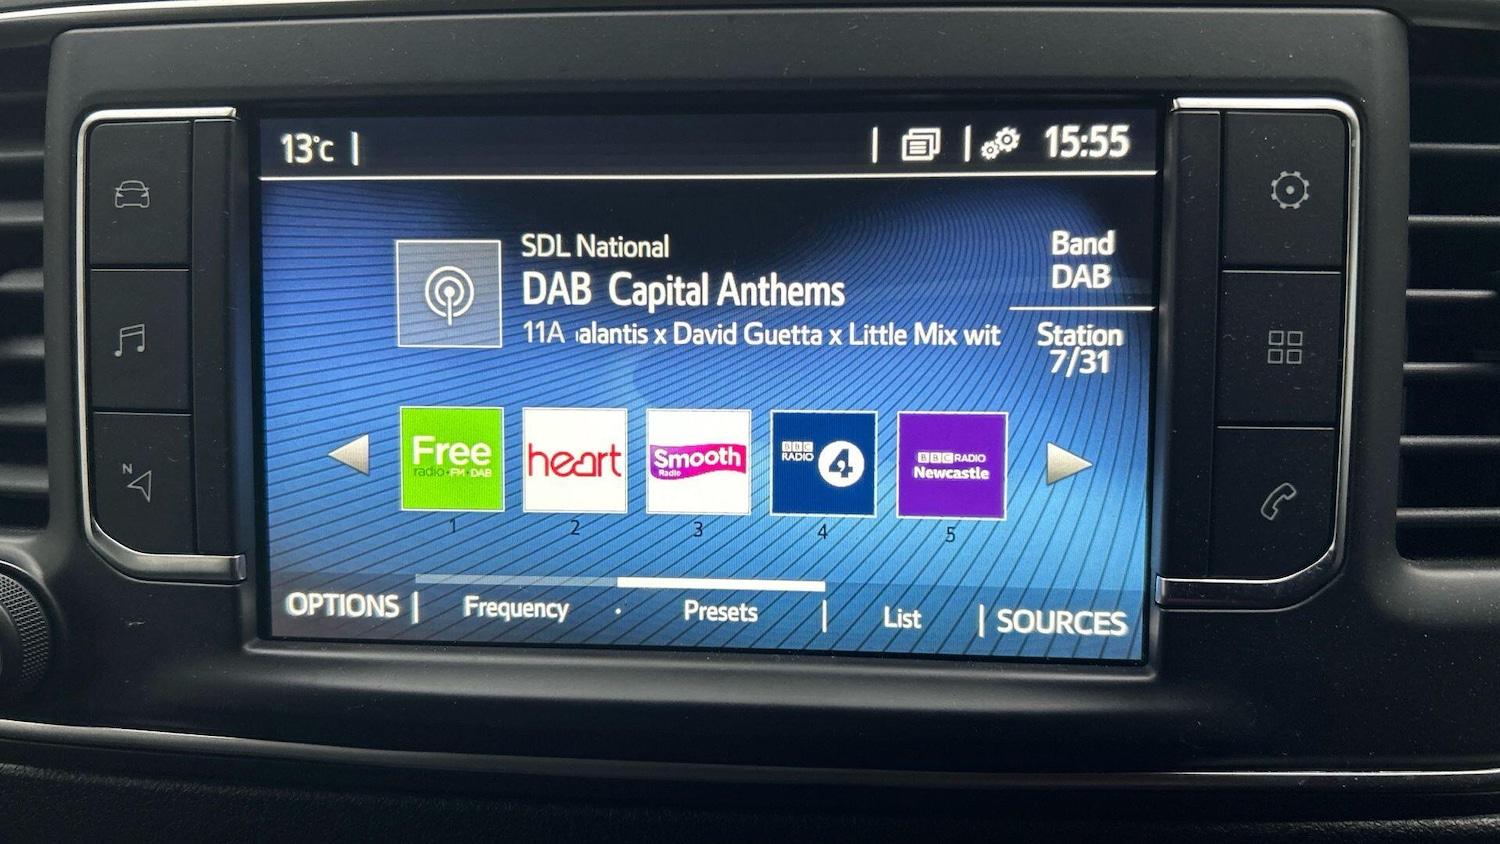 13°c
15:55
SDL National
DAB Capital Anthems
11A alantis x David Guetta x Little Mix wit
Band
DAB
Station
7/31
Free
radio FM DAB
heart
Smooth
Radio
BBC
RADIO
4
BBC RADIO
Newcastle
1
2
3
4
5
OPTIONS
Frequency
Presets
List
SOURCES
N